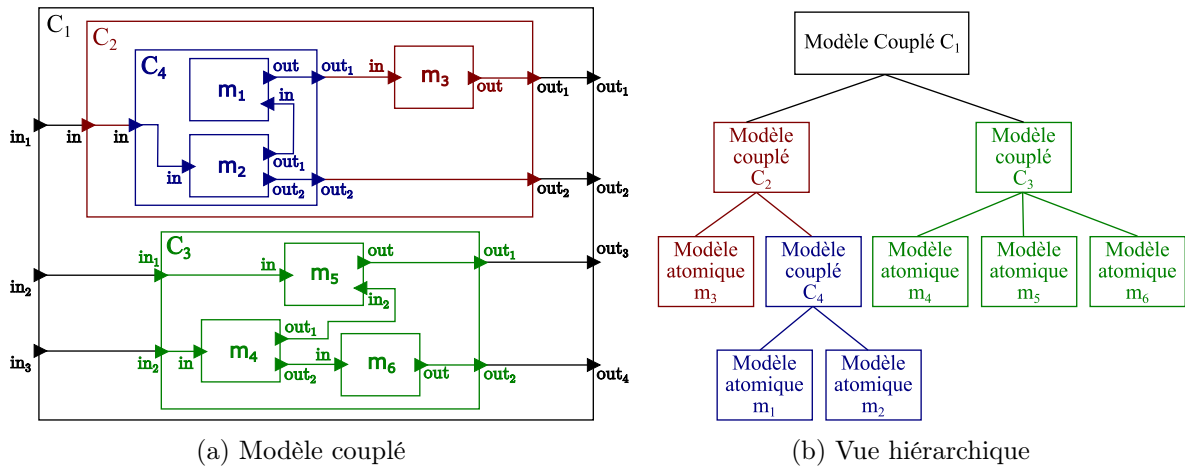 C₁
C₂
C₄
m₁
out
out₁
in
m₃
out
out₁
out₁
in
in₁
in
in
m₂
in
out₁
out₂
out₂
out₂
out₂
C₃
in₁
in
m₅
out
out₁
out₃
in₂
in₂
out₁
m₄
in
m₆
in₃
in₂
in
out₂
out
out₂
out₄
(a) Modèle couplé
Modèle Couplé C₁
Modèle
couplé
C₂
Modèle
couplé
C₃
Modèle
atomique
m₃
Modèle
couplé
C₄
Modèle
atomique
m₄
Modèle
atomique
m₅
Modèle
atomique
m₆
Modèle
atomique
m₁
Modèle
atomique
m₂
(b) Vue hiérarchique